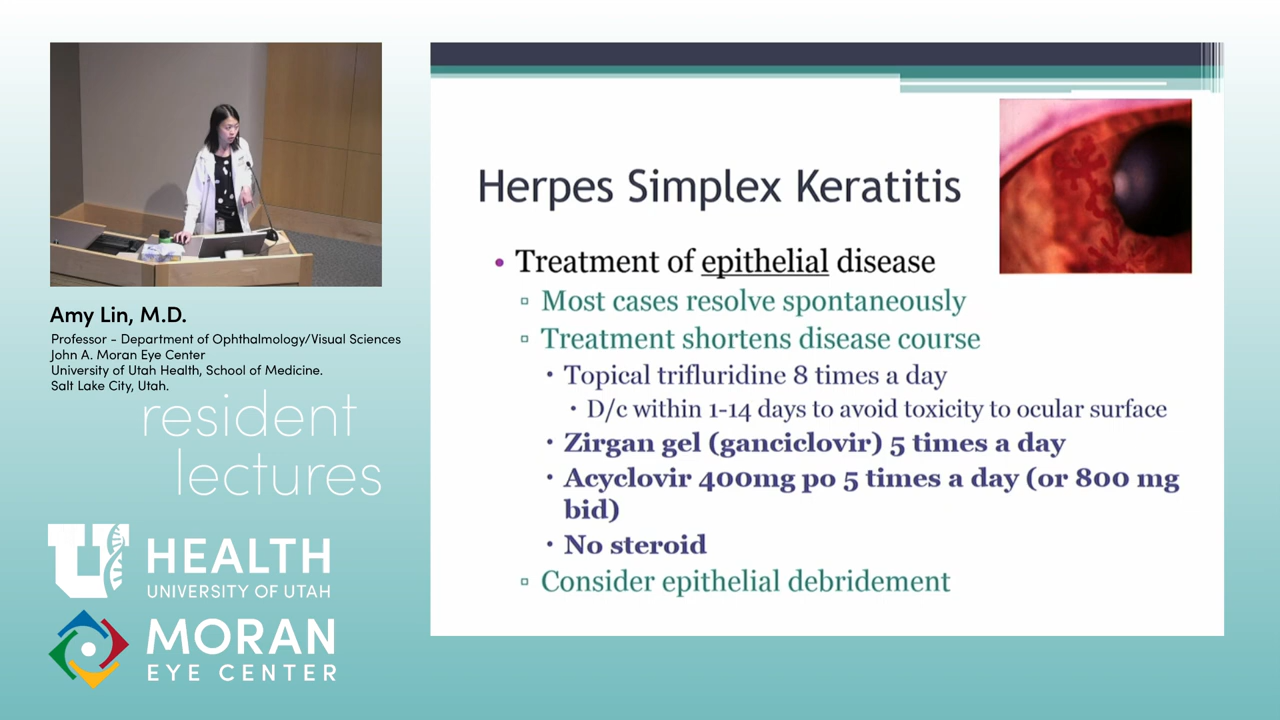 Amy Lin, M.D.
Professor - Department of Ophthalmology/Visual Sciences
John A. Moran Eye Center
University of Utah Health, School of Medicine.
Salt Lake City, Utah.
resident
lectures
U HEALTH
UNIVERSITY OF UTAH
MORAN
EYE CENTER
Herpes Simplex Keratitis
• Treatment of epithelial disease
▫ Most cases resolve spontaneously
▫ Treatment shortens disease course
• Topical trifluridine 8 times a day
• D/c within 1-14 days to avoid toxicity to ocular surface
• Zirgan gel (ganciclovir) 5 times a day
• Acyclovir 400mg po 5 times a day (or 800 mg
bid)
• No steroid
▫ Consider epithelial debridement